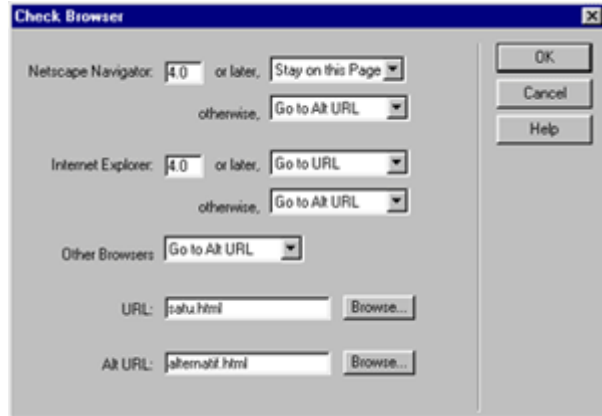 Check Browser
Netscape Navigator: 4.0 or later, Stay on this Page
otherwise, Go to Alt URL
Internet Explorer: 4.0 or later, Go to URL
otherwise, Go to Alt URL
Other Browsers Go to Alt URL
URL: satu.html Browse...
Alt URL: alternatif.html Browse...
OK
Cancel
Help